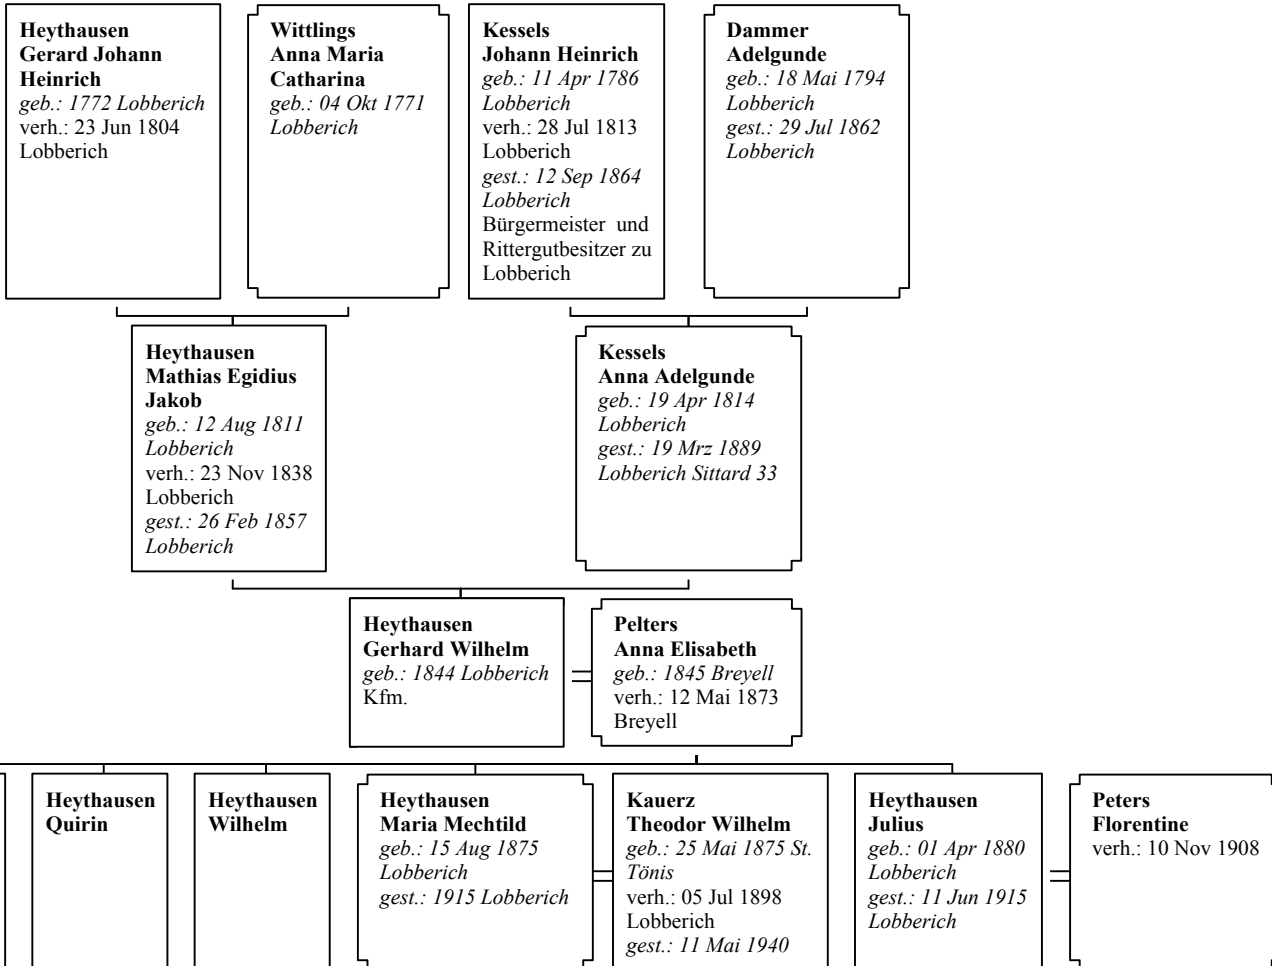 Heythausen
Gerard Johann
Heinrich
geb.: 1772 Lobberich
verh.: 23 Jun 1804
Lobberich
Wittlings
Anna Maria
Catharina
geb.: 04 Okt 1771
Lobberich
Kessels
Johann Heinrich
geb.: 11 Apr 1786
Lobberich
verh.: 28 Jul 1813
Lobberich
gest.: 12 Sep 1864
Lobberich
Bürgermeister und
Rittergutbesitzer zu
Lobberich
Dammer
Adelgunde
geb.: 18 Mai 1794
Lobberich
gest.: 29 Jul 1862
Lobberich
Heythausen
Mathias Egidius
Jakob
geb.: 12 Aug 1811
Lobberich
verh.: 23 Nov 1838
Lobberich
gest.: 26 Feb 1857
Lobberich
Kessels
Anna Adelgunde
geb.: 19 Apr 1814
Lobberich
gest.: 19 Mrz 1889
Lobberich Sittard 33
Heythausen
Gerhard Wilhelm
geb.: 1844 Lobberich
Kfm.
Pelters
Anna Elisabeth
geb.: 1845 Breyell
verh.: 12 Mai 1873
Breyell
Heythausen
Quirin
Heythausen
Wilhelm
Heythausen
Maria Mechtild
geb.: 15 Aug 1875
Lobberich
gest.: 1915 Lobberich
Kauerz
Theodor Wilhelm
geb.: 25 Mai 1875 St.
Tönis
verh.: 05 Jul 1898
Lobberich
gest.: 11 Mai 1940
Heythausen
Julius
geb.: 01 Apr 1880
Lobberich
gest.: 11 Jun 1915
Lobberich
Peters
Florentine
verh.: 10 Nov 1908